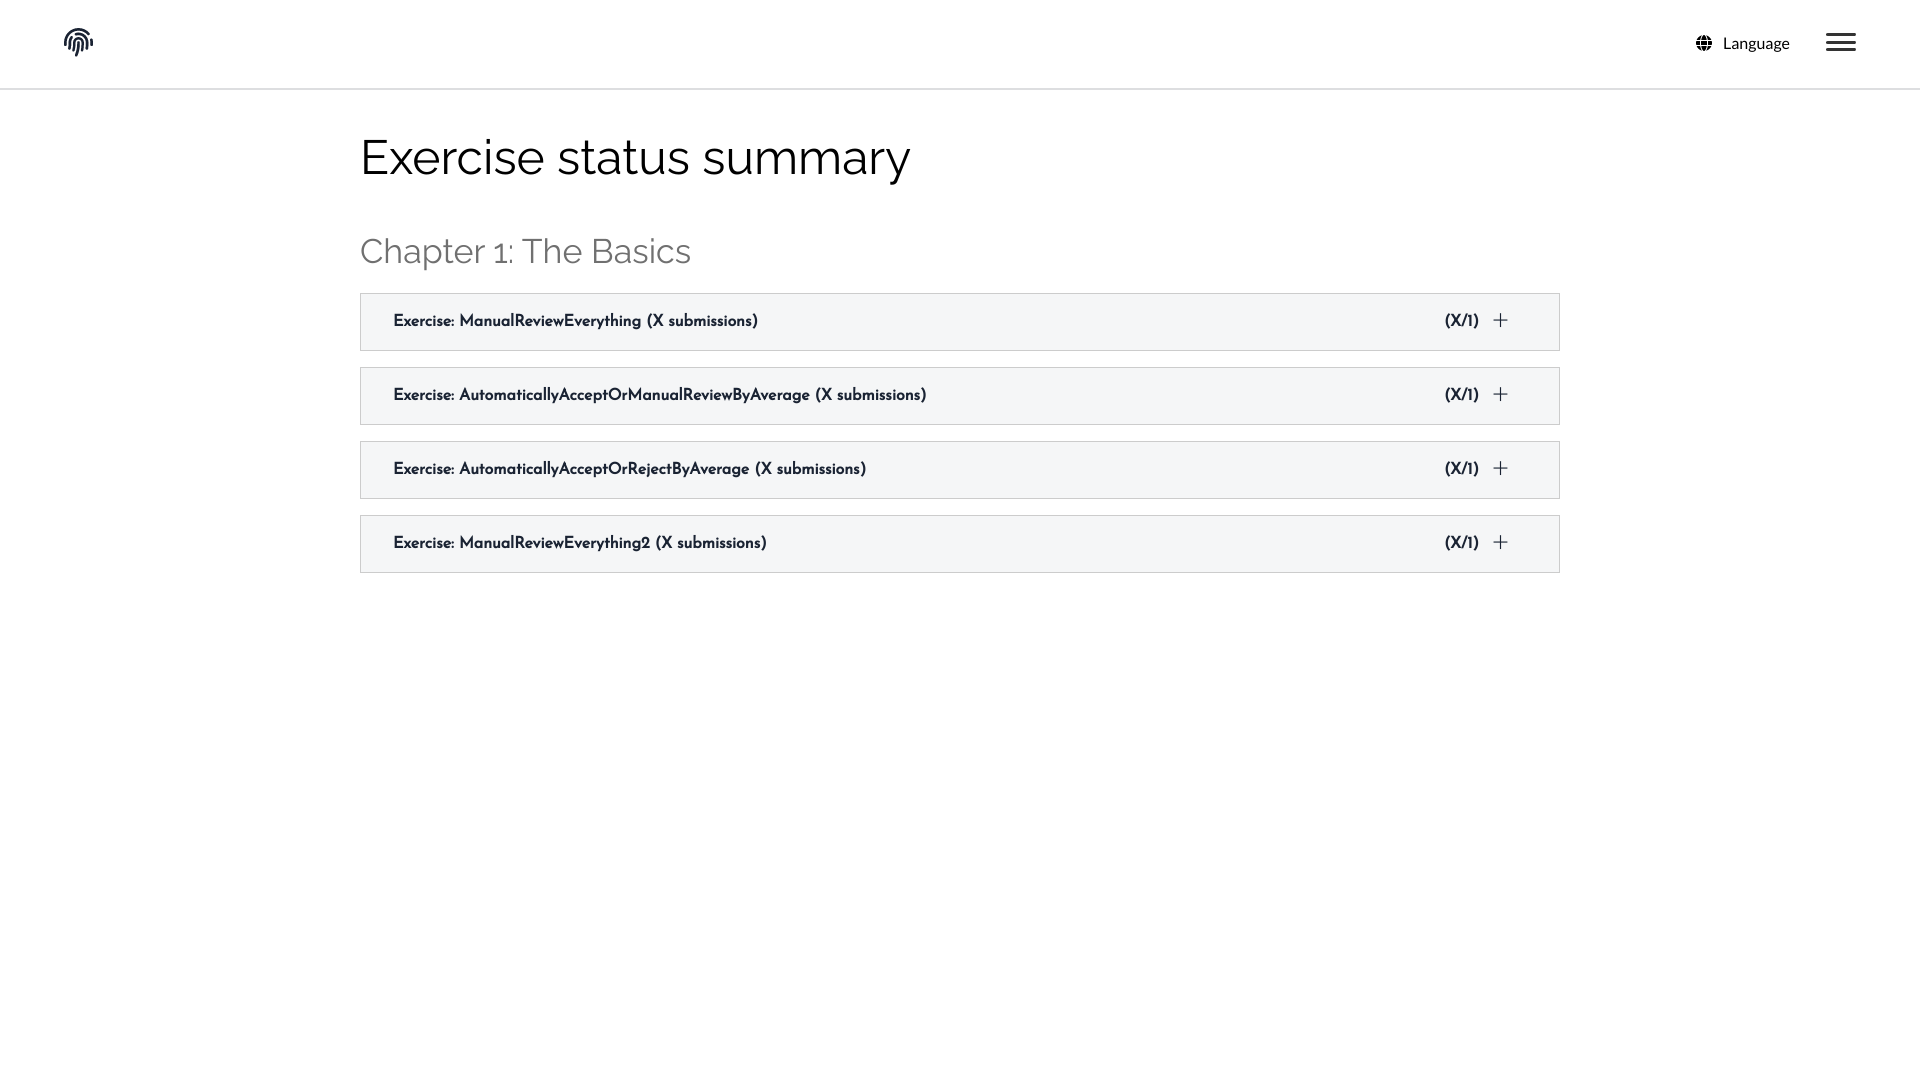 Language
Exercise status summary
Chapter 1: The Basics
Exercise: ManualReviewEverything (X submissions) (X/1)
Exercise: AutomaticallyAcceptOrManualReviewByAverage (X submissions) (X/1)
Exercise: AutomaticallyAcceptOrRejectByAverage (X submissions) (X/1)
Exercise: ManualReviewEverything2 (X submissions) (X/1)